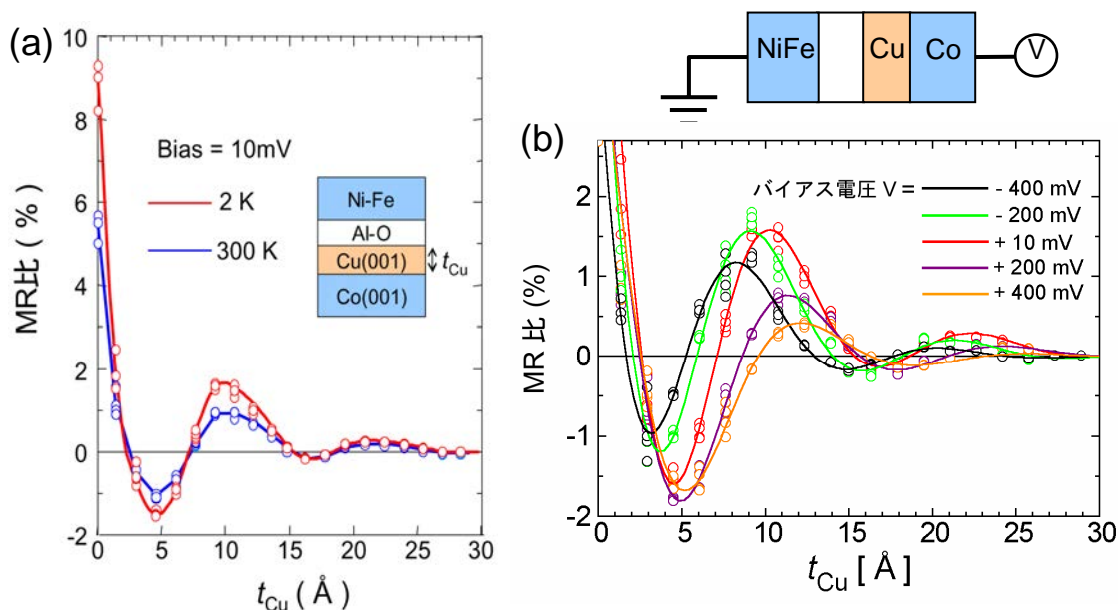 (a)
10
8
6
4
2
0
-2
MR比 ( % )
Bias = 10mV
2 K
300 K
Ni-Fe
Al-O
Cu(001)
Co(001)
tCu
0 5 10 15 20 25 30
tCu ( Å )
NiFe
Cu
Co
V
(b)
2
1
0
-1
-2
MR 比 (%)
バイアス電圧 V =
- 400 mV
- 200 mV
+ 10 mV
+ 200 mV
+ 400 mV
0 5 10 15 20 25 30
tCu [ Å ]